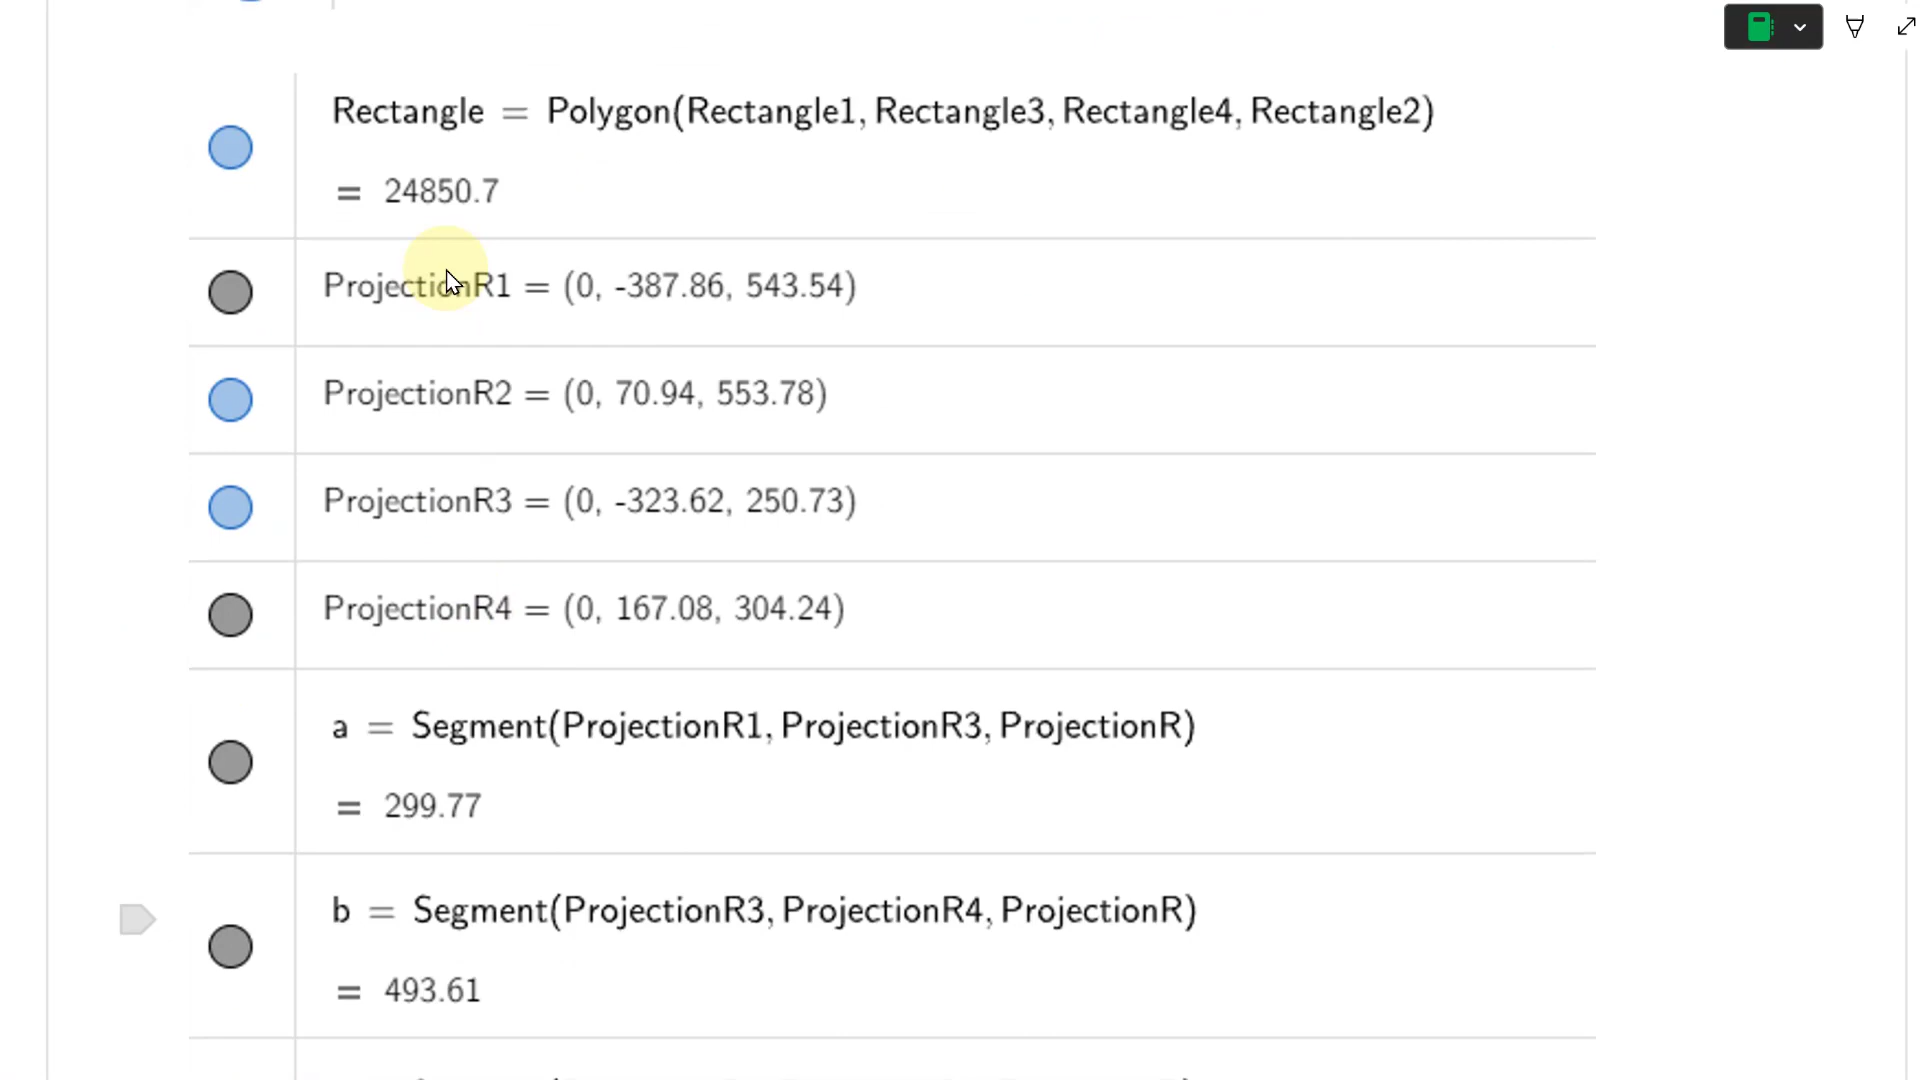 Rectangle = Polygon(Rectangle1, Rectangle3, Rectangle4, Rectangle2)
= 24850.7
ProjectionR1 = (0, -387.86, 543.54)
ProjectionR2 = (0, 70.94, 553.78)
ProjectionR3 = (0, -323.62, 250.73)
ProjectionR4 = (0, 167.08, 304.24)
a = Segment(ProjectionR1, ProjectionR3, ProjectionR)
= 299.77
b = Segment(ProjectionR3, ProjectionR4, ProjectionR)
= 493.61